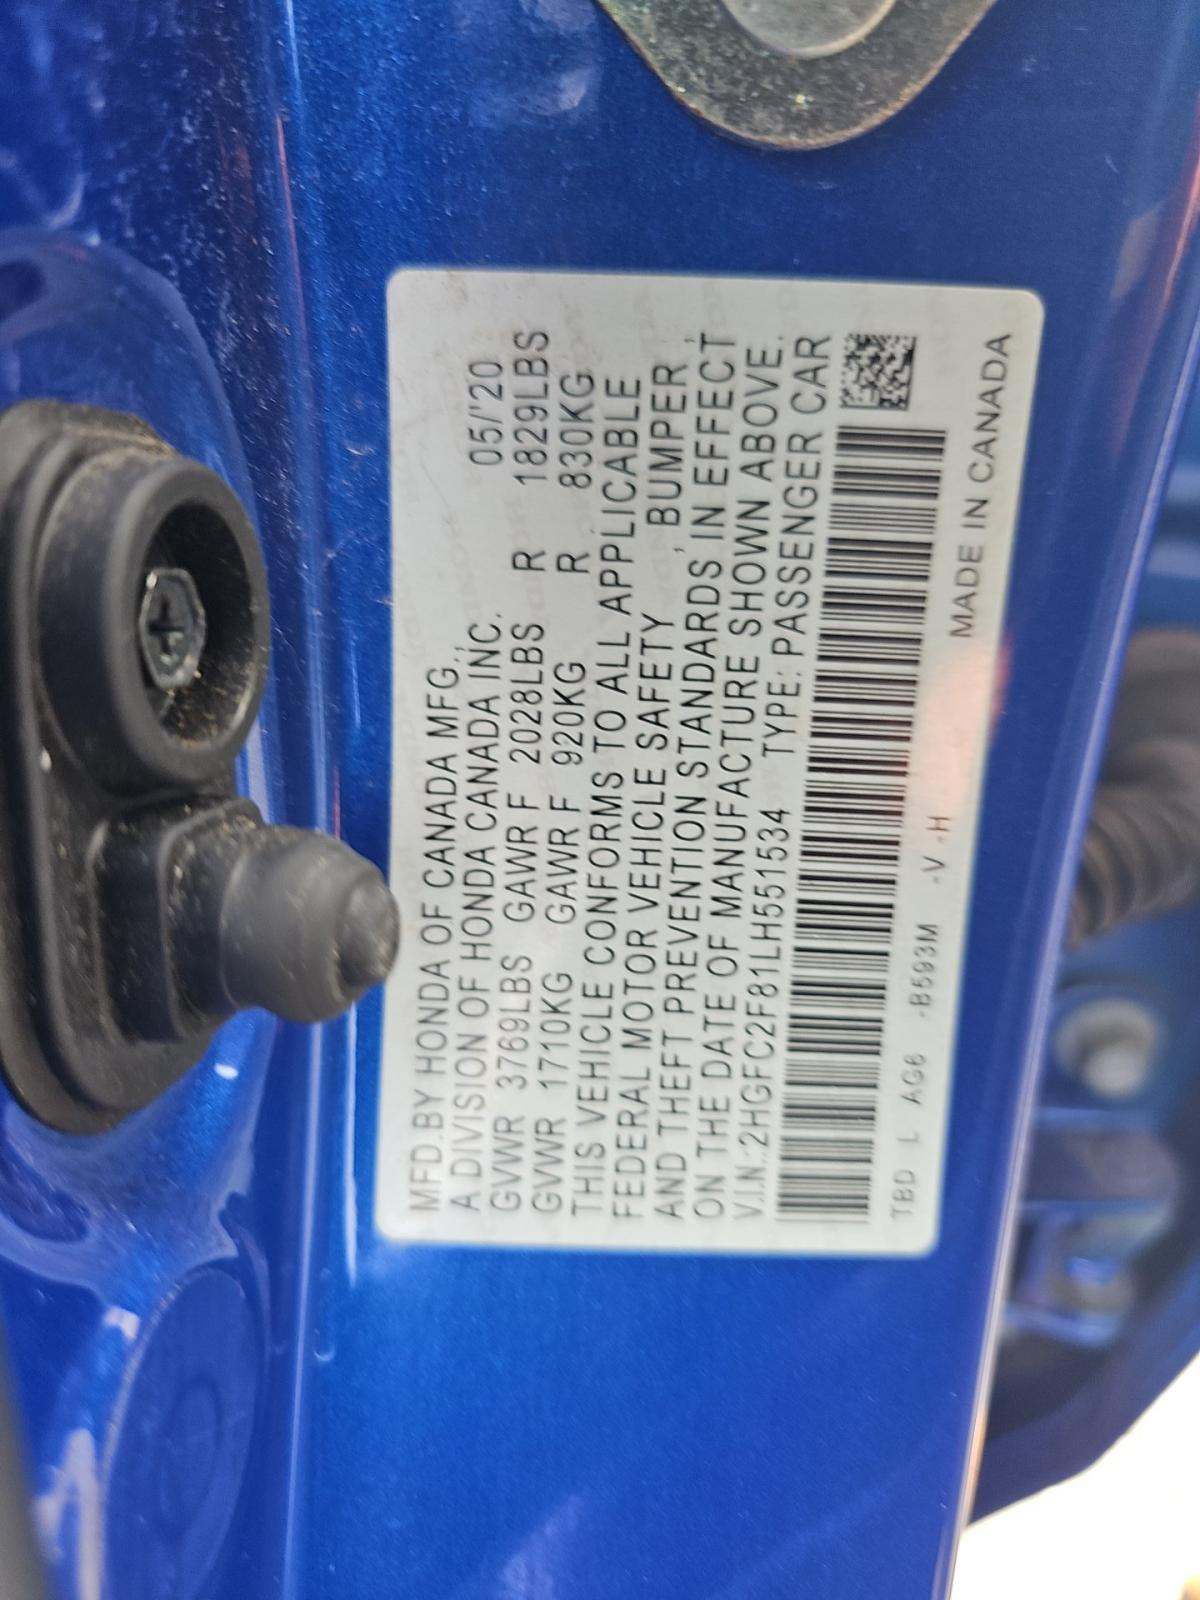 MFD.BY HONDA OF CANADA MFG.,
A DIVISION OF HONDA CANADA INC. 05/'20
GVWR 3769LBS GAWR F 2028LBS R 1829LBS
GVWR 1710KG GAWR F 920KG R 830KG
THIS VEHICLE CONFORMS TO ALL APPLICABLE
FEDERAL MOTOR VEHICLE SAFETY , BUMPER ,
AND THEFT PREVENTION STANDARDS IN EFFECT
ON THE DATE OF MANUFACTURE SHOWN ABOVE.
V.I.N.:2HGFC2F81LH551534 TYPE:PASSENGER CAR
TBD L AG6 -B593M -V -H
MADE IN CANADA